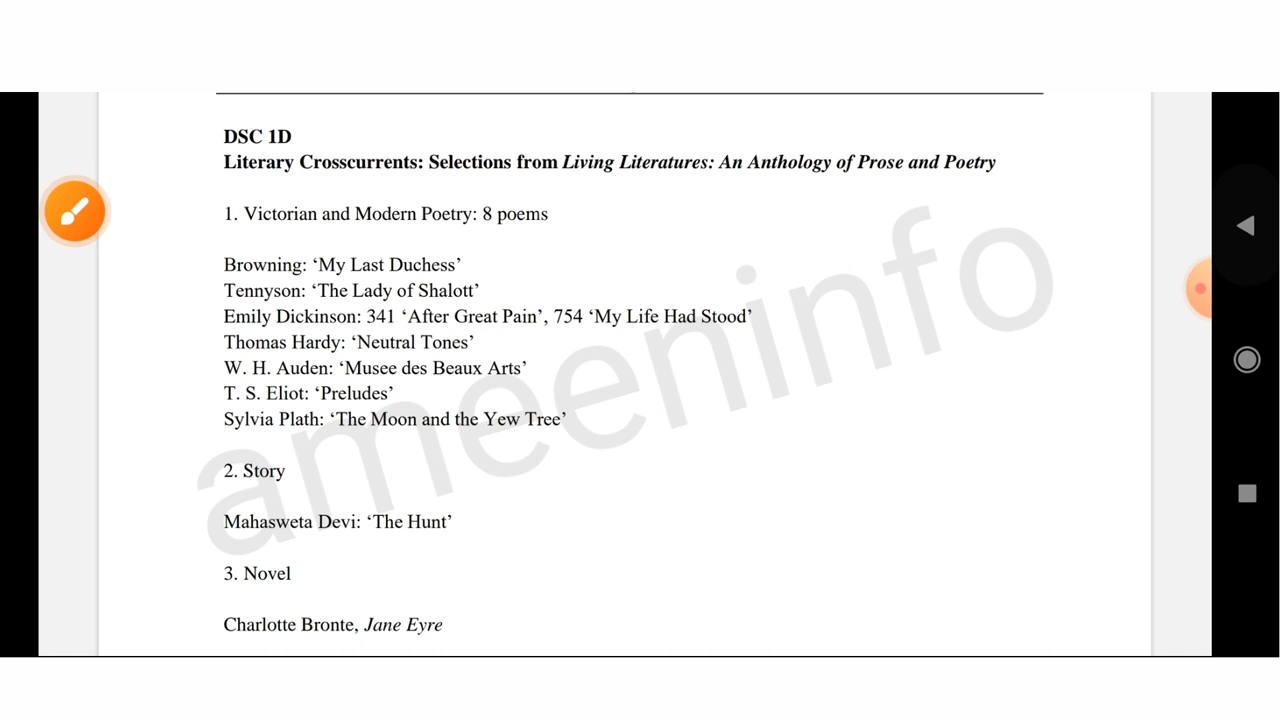 DSC 1D
Literary Crosscurrents: Selections from Living Literatures: An Anthology of Prose and Poetry
1. Victorian and Modern Poetry: 8 poems
Browning: ‘My Last Duchess’
Tennyson: ‘The Lady of Shalott’
Emily Dickinson: 341 ‘After Great Pain’, 754 ‘My Life Had Stood’
Thomas Hardy: ‘Neutral Tones’
W. H. Auden: ‘Musee des Beaux Arts’
T. S. Eliot: ‘Preludes’
Sylvia Plath: ‘The Moon and the Yew Tree’
2. Story
Mahasweta Devi: ‘The Hunt’
3. Novel
Charlotte Bronte, Jane Eyre
ameeninfo